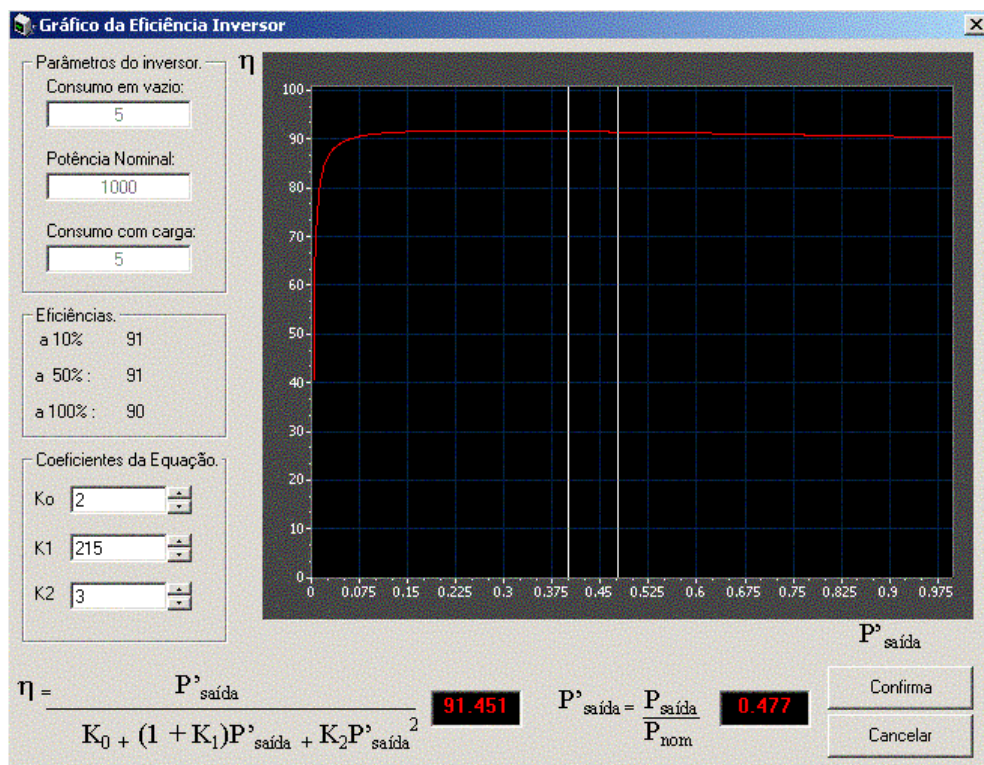 Gráfico da Eficiência Inversor
Parâmetros do inversor.
Consumo em vazio:
5
Potência Nominal:
1000
Consumo com carga:
5
Eficiências.
a 10% 91
a 50% : 91
a 100% : 90
Coeficientes da Equação.
Ko 2
K1 215
K2 3
η
100
90
80
70
60
50
40
30
20
10
0
0 0.075 0.15 0.225 0.3 0.375 0.45 0.525 0.6 0.675 0.75 0.825 0.9 0.975
P’saída
η = P’saída / K0 + (1 + K1)P’saída + K2P’saída²
91.451
P’saída = Psaída / Pnom
0.477
Confirma
Cancelar